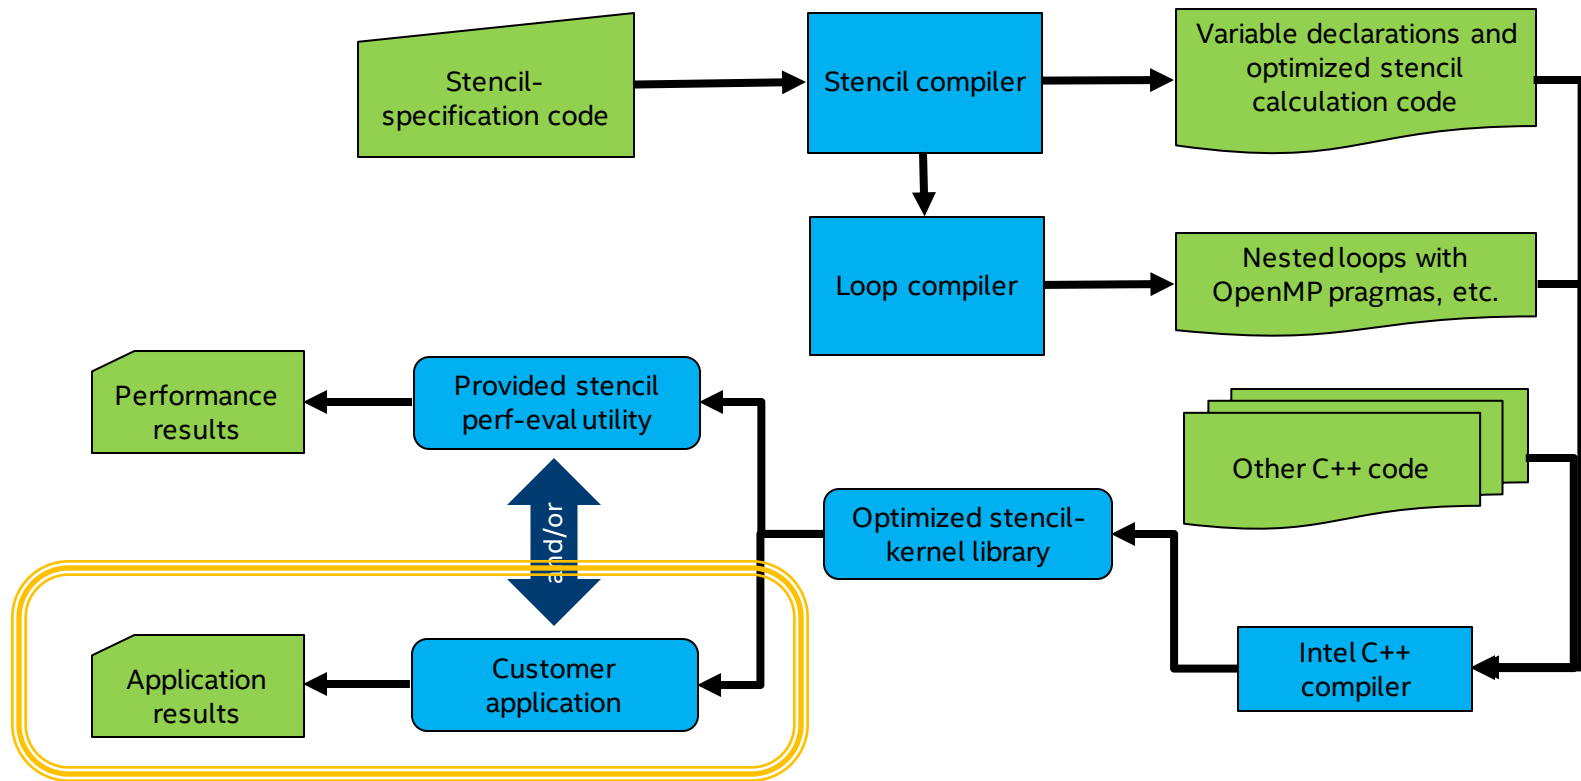 Stencil-
specification code
Stencil compiler
Variable declarations and
optimized stencil
calculation code
Loop compiler
Nested loops with
OpenMP pragmas, etc.
Performance
results
Provided stencil
perf-eval utility
Other C++ code
and/or
Optimized stencil-
kernel library
Application
results
Customer
application
Intel C++
compiler